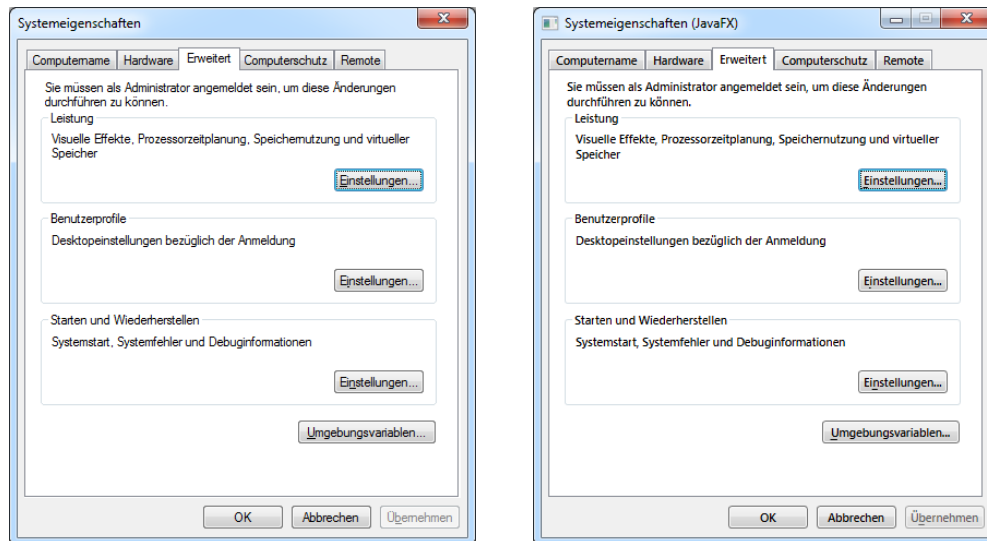 Systemeigenschaften
Computername Hardware Erweitert Computerschutz Remote
Sie müssen als Administrator angemeldet sein, um diese Änderungen
durchführen zu können.
Leistung
Visuelle Effekte, Prozessorzeitplanung, Speichernutzung und virtueller
Speicher
Einstellungen...
Benutzerprofile
Desktopeinstellungen bezüglich der Anmeldung
Einstellungen...
Starten und Wiederherstellen
Systemstart, Systemfehler und Debuginformationen
Einstellungen...
Umgebungsvariablen...
OK Abbrechen Übernehmen
Systemeigenschaften (JavaFX)
Computername Hardware Erweitert Computerschutz Remote
Sie müssen als Administrator angemeldet sein, um diese Änderungen
durchführen zu können.
Leistung
Visuelle Effekte, Prozessorzeitplanung, Speichernutzung und virtueller
Speicher
Einstellungen...
Benutzerprofile
Desktopeinstellungen bezüglich der Anmeldung
Einstellungen...
Starten und Wiederherstellen
Systemstart, Systemfehler und Debuginformationen
Einstellungen...
Umgebungsvariablen...
OK Abbrechen Übernehmen